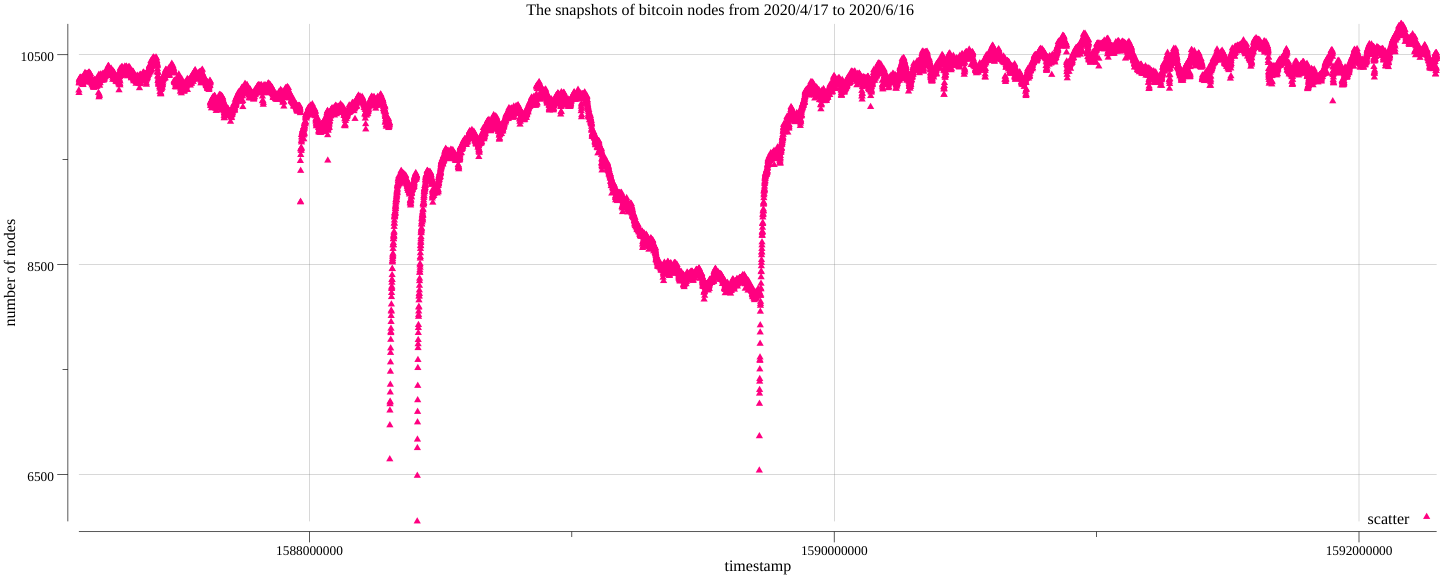 The snapshots of bitcoin nodes from 2020/4/17 to 2020/6/16
10500
8500
6500
number of nodes
scatter
1588000000 1590000000 1592000000
timestamp